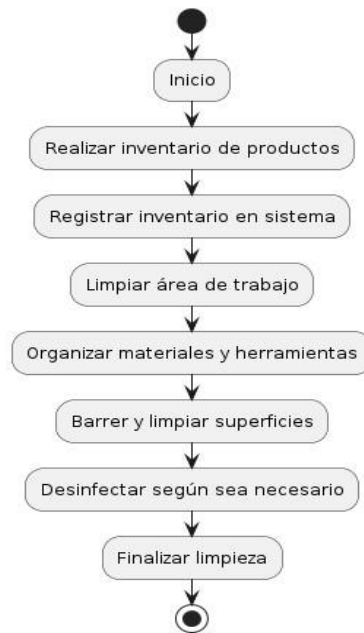 Inicio
Realizar inventario de productos
Registrar inventario en sistema
Limpiar área de trabajo
Organizar materiales y herramientas
Barrer y limpiar superficies
Desinfectar según sea necesario
Finalizar limpieza